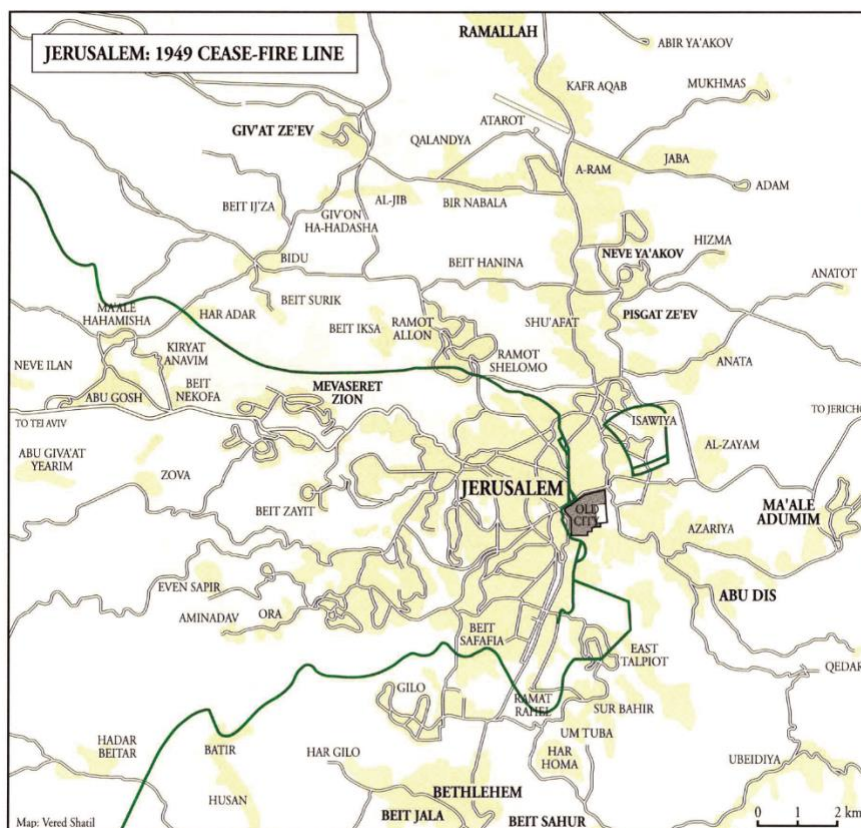 JERUSALEM: 1949 CEASE-FIRE LINE
RAMALLAH
ABIR YA'AKOV
KAFR AQAB
MUKHMAS
ATAROT
GIV'AT ZE'EV
QALANDYA
A-RAM
JABA
ADAM
BEIT IJ'ZA
AL-JIB
BIR NABALA
GIV'ON
HA-HADASHA
NEVE YA'AKOV
HIZMA
BIDU
BEIT HANINA
ANATOT
BEIT SURIK
MA'ALE
HAHAMISHA
HAR ADAR
BEIT IKSA
RAMOT
ALLON
SHU'AFAT
PISGAT ZE'EV
KIRYAT
ANAVIM
RAMOT
SHELOMO
ANATA
NEVE ILAN
BEIT
NEKOFA
MEVASERET
ZION
ABU GOSH
TO TEL AVIV
ISAWIYA
TO JERICHO
ABU GIVA'AT
YEARIM
AL-ZAYAM
ZOVA
JERUSALEM
BEIT ZAYIT
OLD
CITY
MA'ALE
ADUMIM
AZARIYA
EVEN SAPIR
ABU DIS
AMINADAV
ORA
BEIT
SAFAFIA
EAST
TALPIOT
QEDAR
GILO
RAMAT
RAHEL
SUR BAHIR
UM TUBA
HADAR
BEITAR
BATIR
HAR GILO
HAR
HOMA
UBEIDIYA
HUSAN
BETHLEHEM
BEIT JALA
BEIT SAHUR
0 1 2 km
Map: Vered Shatil